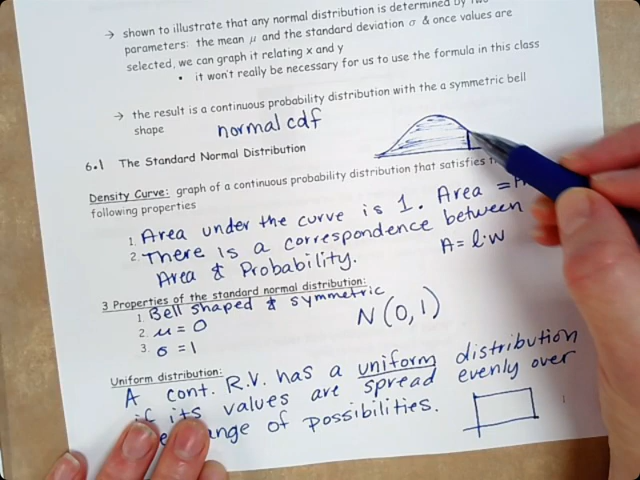 → shown to illustrate that any normal distribution is determined by two
parameters: the mean μ and the standard deviation σ & once values are
selected, we can graph it relating x and y
• it won't really be necessary for us to use the formula in this class
→ the result is a continuous probability distribution with the a symmetric bell
shape normalcdf
6.1 The Standard Normal Distribution
Density Curve: graph of a continuous probability distribution that satisfies
following properties
1. Area under the curve is 1. Area =
2. There is a correspondence between
Area & Probability. A = l·w
3 Properties of the standard normal distribution:
1. Bell shaped & symmetric
2. μ = 0 N(0,1)
3. σ = 1
Uniform distribution:
A cont. R.V. has a uniform distribution
if its values are spread evenly over
range of possibilities.